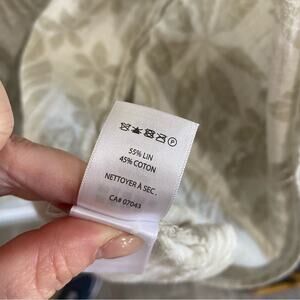 P
55% LIN
45% COTON
NETTOYER À SEC .
CA# 07043